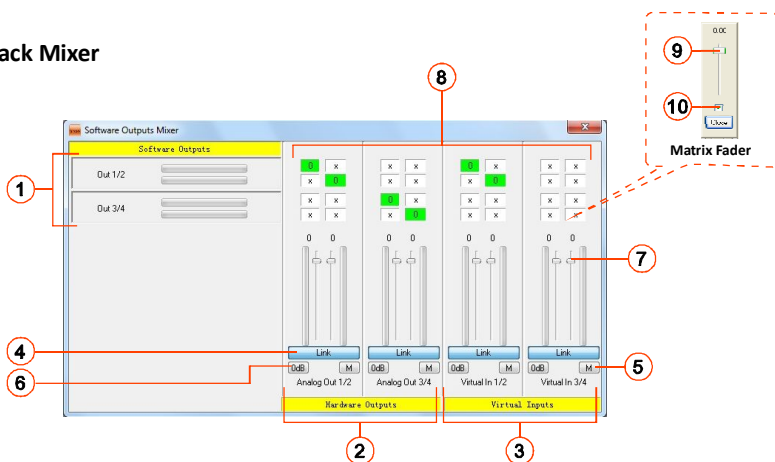 ack Mixer
8
9
0.00
10
Close
Matrix Fader
Software Outputs Mixer
x
Software Outputs
1
Out 1/2
Out 3/4
0 x 
x 0
x x
x x
x x
x x
0 x
x 0
0 x
x 0
x x
x x
x x
x x
x x
x x
0 0
0 0
0 0
0 0
7
4
Link
Link
Link
Link
6
0dB M
0dB M
0dB M
0dB M
5
Analog Out 1/2
Analog Out 3/4
Virtual In 1/2
Virtual In 3/4
Hardware Outputs
Virtual Inputs
2
3